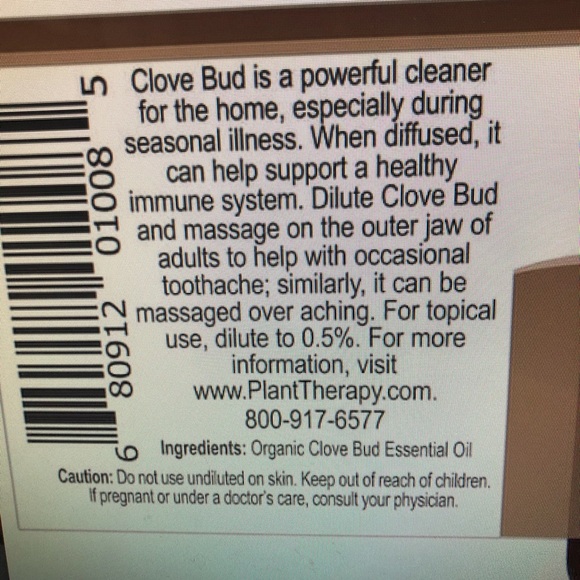 Clove Bud is a powerful cleaner
for the home, especially during
seasonal illness. When diffused, it
can help support a healthy
immune system. Dilute Clove Bud
and massage on the outer jaw of
adults to help with occasional
toothache; similarly, it can be
massaged over aching. For topical
use, dilute to 0.5%. For more
information, visit
www.PlantTherapy.com.
800-917-6577
Ingredients: Organic Clove Bud Essential Oil
Caution: Do not use undiluted on skin. Keep out of reach of children.
If pregnant or under a doctor's care, consult your physician.
6 80912 01008 5